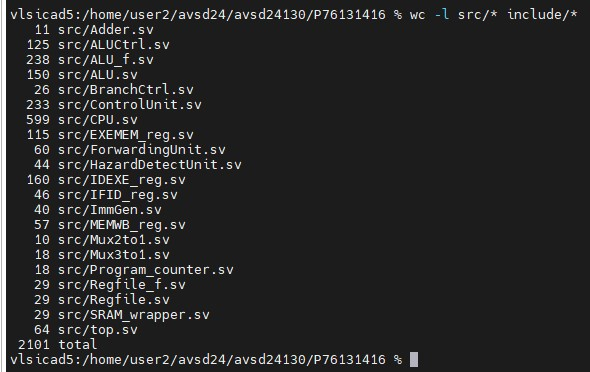 vlsicad5:/home/user2/avsd24/avsd24130/P76131416 % wc -l src/* include/*
11 src/Adder.sv
125 src/ALUCtrl.sv
238 src/ALU_f.sv
150 src/ALU.sv
26 src/BranchCtrl.sv
233 src/ControlUnit.sv
599 src/CPU.sv
115 src/EXEMEM_reg.sv
60 src/ForwardingUnit.sv
44 src/HazardDetectUnit.sv
160 src/IDEXE_reg.sv
46 src/IFID_reg.sv
40 src/ImmGen.sv
57 src/MEMWB_reg.sv
10 src/Mux2to1.sv
18 src/Mux3to1.sv
18 src/Program_counter.sv
29 src/Regfile_f.sv
29 src/Regfile.sv
29 src/SRAM_wrapper.sv
64 src/top.sv
2101 total
vlsicad5:/home/user2/avsd24/avsd24130/P76131416 %